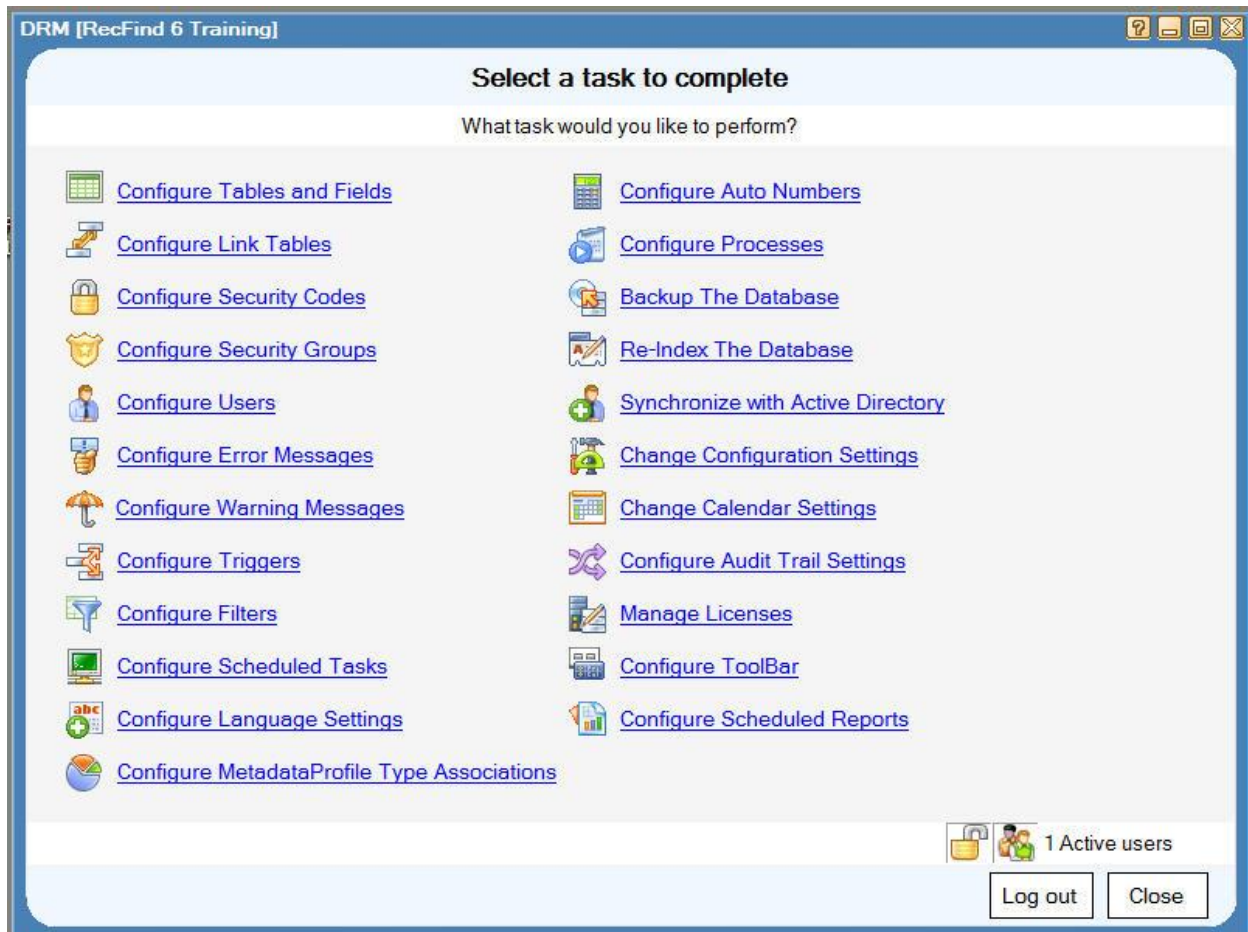 DRM [RecFind 6 Training]
Select a task to complete
What task would you like to perform?
Configure Tables and Fields
Configure Link Tables
Configure Security Codes
Configure Security Groups
Configure Users
Configure Error Messages
Configure Warning Messages
Configure Triggers
Configure Filters
Configure Scheduled Tasks
Configure Language Settings
Configure MetadataProfile Type Associations
Configure Auto Numbers
Configure Processes
Backup The Database
Re-Index The Database
Synchronize with Active Directory
Change Configuration Settings
Change Calendar Settings
Configure Audit Trail Settings
Manage Licenses
Configure ToolBar
Configure Scheduled Reports
1 Active users
Log out
Close